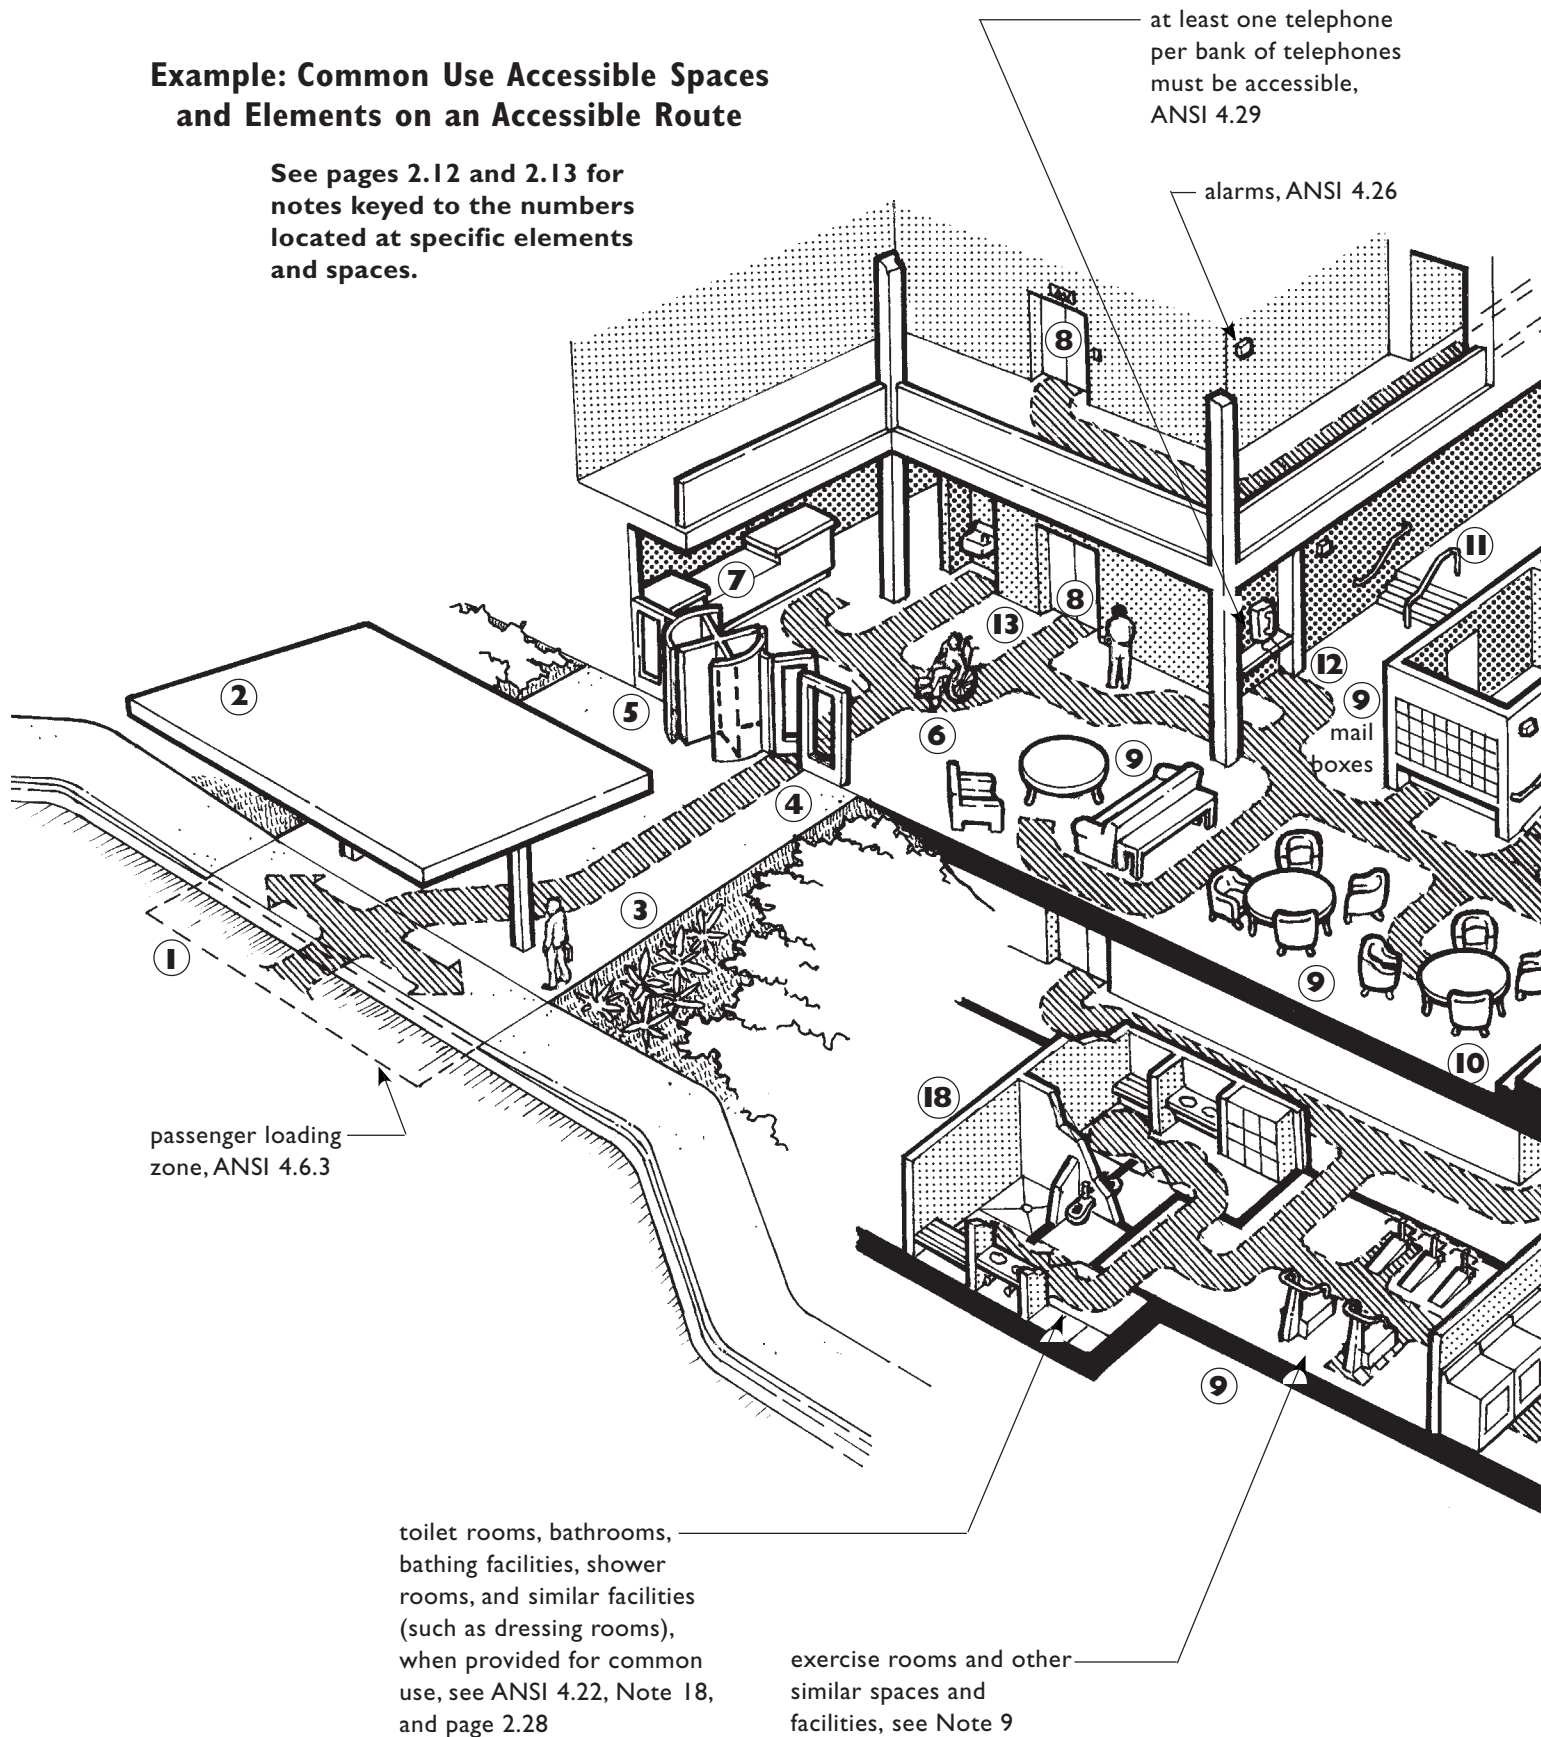 Example: Common Use Accessible Spaces
and Elements on an Accessible Route
See pages 2.12 and 2.13 for
notes keyed to the numbers
located at specific elements
and spaces.
at least one telephone
per bank of telephones
must be accessible,
ANSI 4.29
alarms, ANSI 4.26
8
11
7
8
13
12
2
5
9
mail
boxes
6
9
4
3
1
9
10
18
passenger loading
zone, ANSI 4.6.3
9
toilet rooms, bathrooms,
bathing facilities, shower
rooms, and similar facilities
(such as dressing rooms),
when provided for common
use, see ANSI 4.22, Note 18,
and page 2.28
exercise rooms and other
similar spaces and
facilities, see Note 9